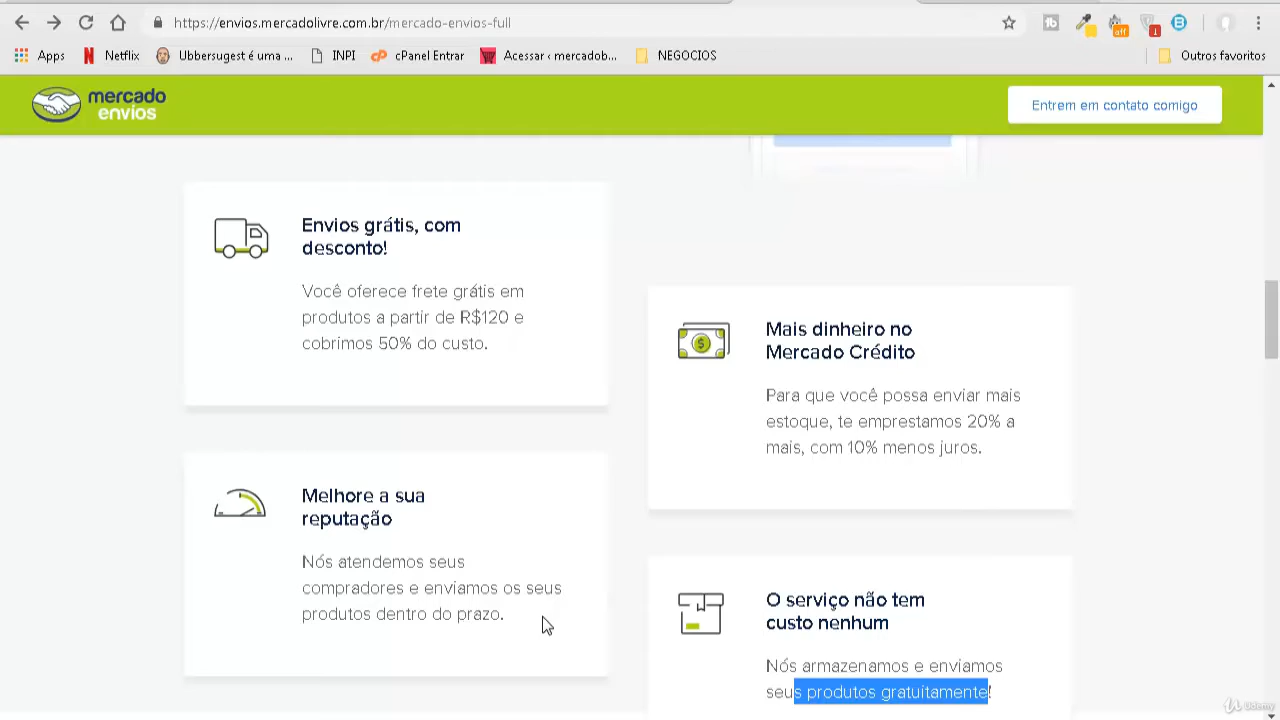 https://envios.mercadolivre.com.br/mercado-envios-full
Apps
Netflix
Ubbersugest é uma ...
INPI
cPanel Entrar
Acessar ‹ mercadob...
NEGOCIOS
Outros favoritos
mercado
envios
Entrem em contato comigo
Envios grátis, com
desconto!
Você oferece frete grátis em
produtos a partir de R$120 e
cobrimos 50% do custo.
Mais dinheiro no
Mercado Crédito
Para que você possa enviar mais
estoque, te emprestamos 20% a
mais, com 10% menos juros.
Melhore a sua
reputação
Nós atendemos seus
compradores e enviamos os seus
produtos dentro do prazo.
O serviço não tem
custo nenhum
Nós armazenamos e enviamos
seus produtos gratuitamente!
Udemy